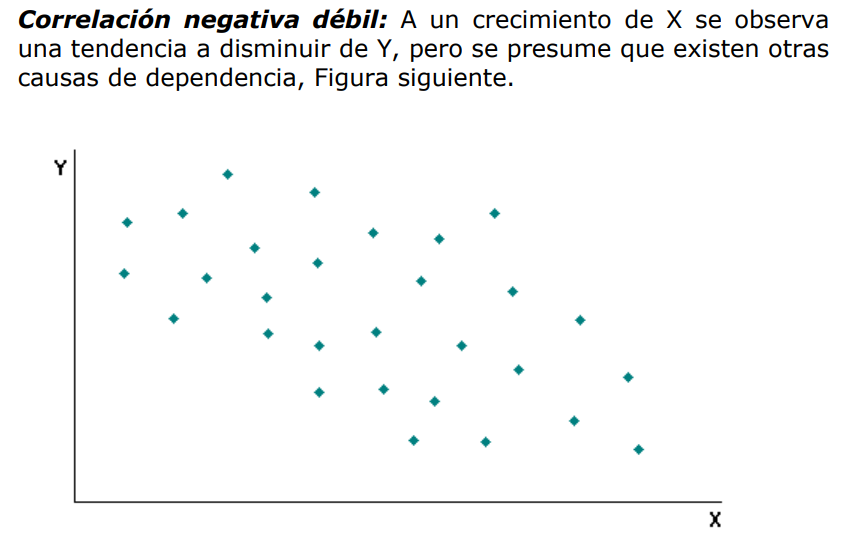 Correlación negativa débil: A un crecimiento de X se observa
una tendencia a disminuir de Y, pero se presume que existen otras
causas de dependencia, Figura siguiente.
Y
X